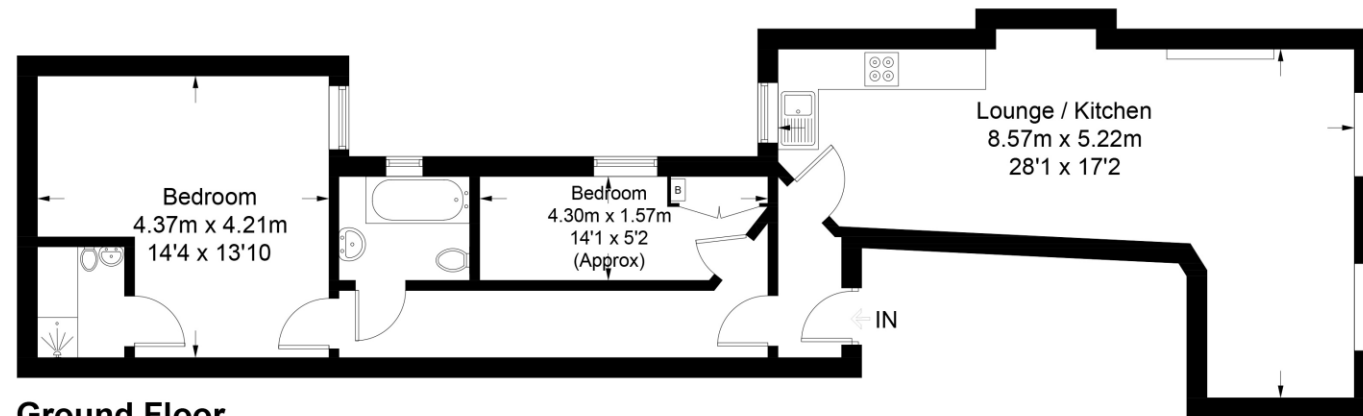 Lounge / Kitchen
8.57m x 5.22m
28'1 x 17'2
Bedroom
4.37m x 4.21m
14'4 x 13'10
B
Bedroom
4.30m x 1.57m
14'1 x 5'2
(Approx)
IN
Ground Floor